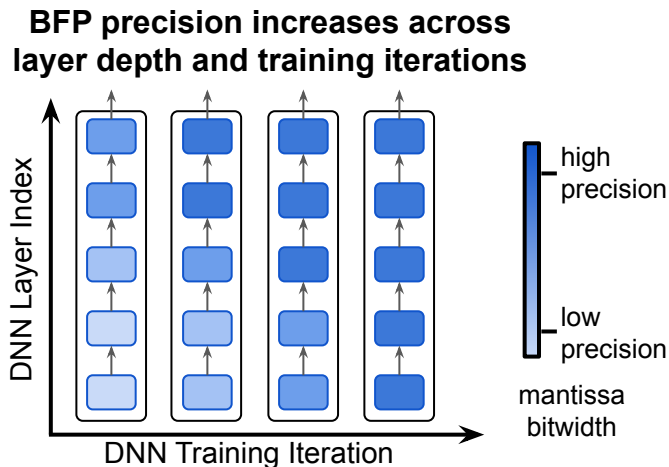 BFP precision increases across
layer depth and training iterations
DNN Layer Index
high
precision
low
precision
mantissa
bitwidth
DNN Training Iteration